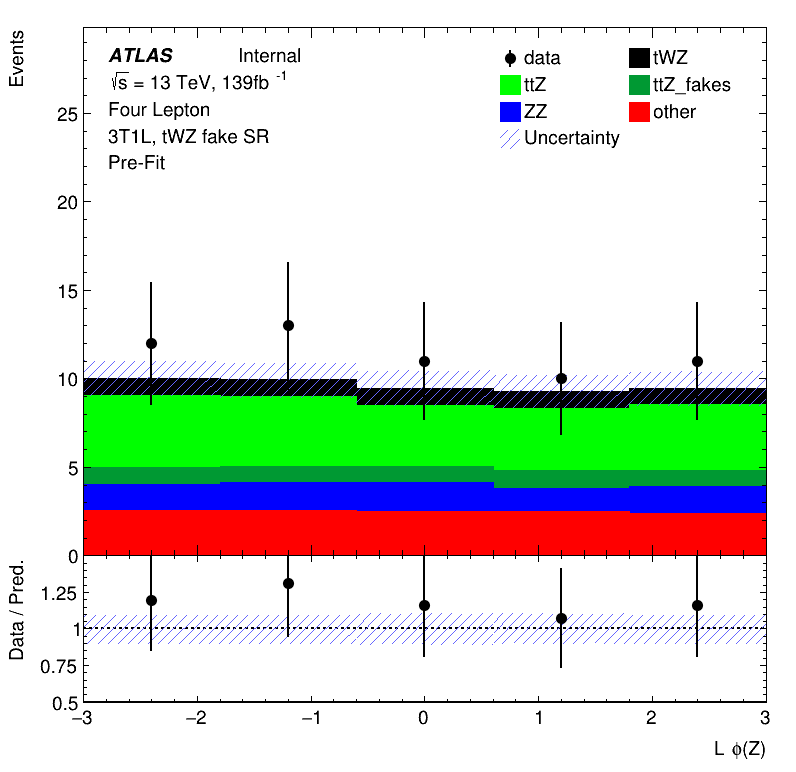 Events
ATLAS Internal
√s = 13 TeV, 139fb⁻¹
Four Lepton
3T1L, tWZ fake SR
Pre-Fit
data tWZ
ttZ ttZ_fakes
ZZ other
Uncertainty
25
20
15
10
5
0
Data / Pred.
1.25
1
0.75
0.5
−3 −2 −1 0 1 2 3
L ϕ(Z)